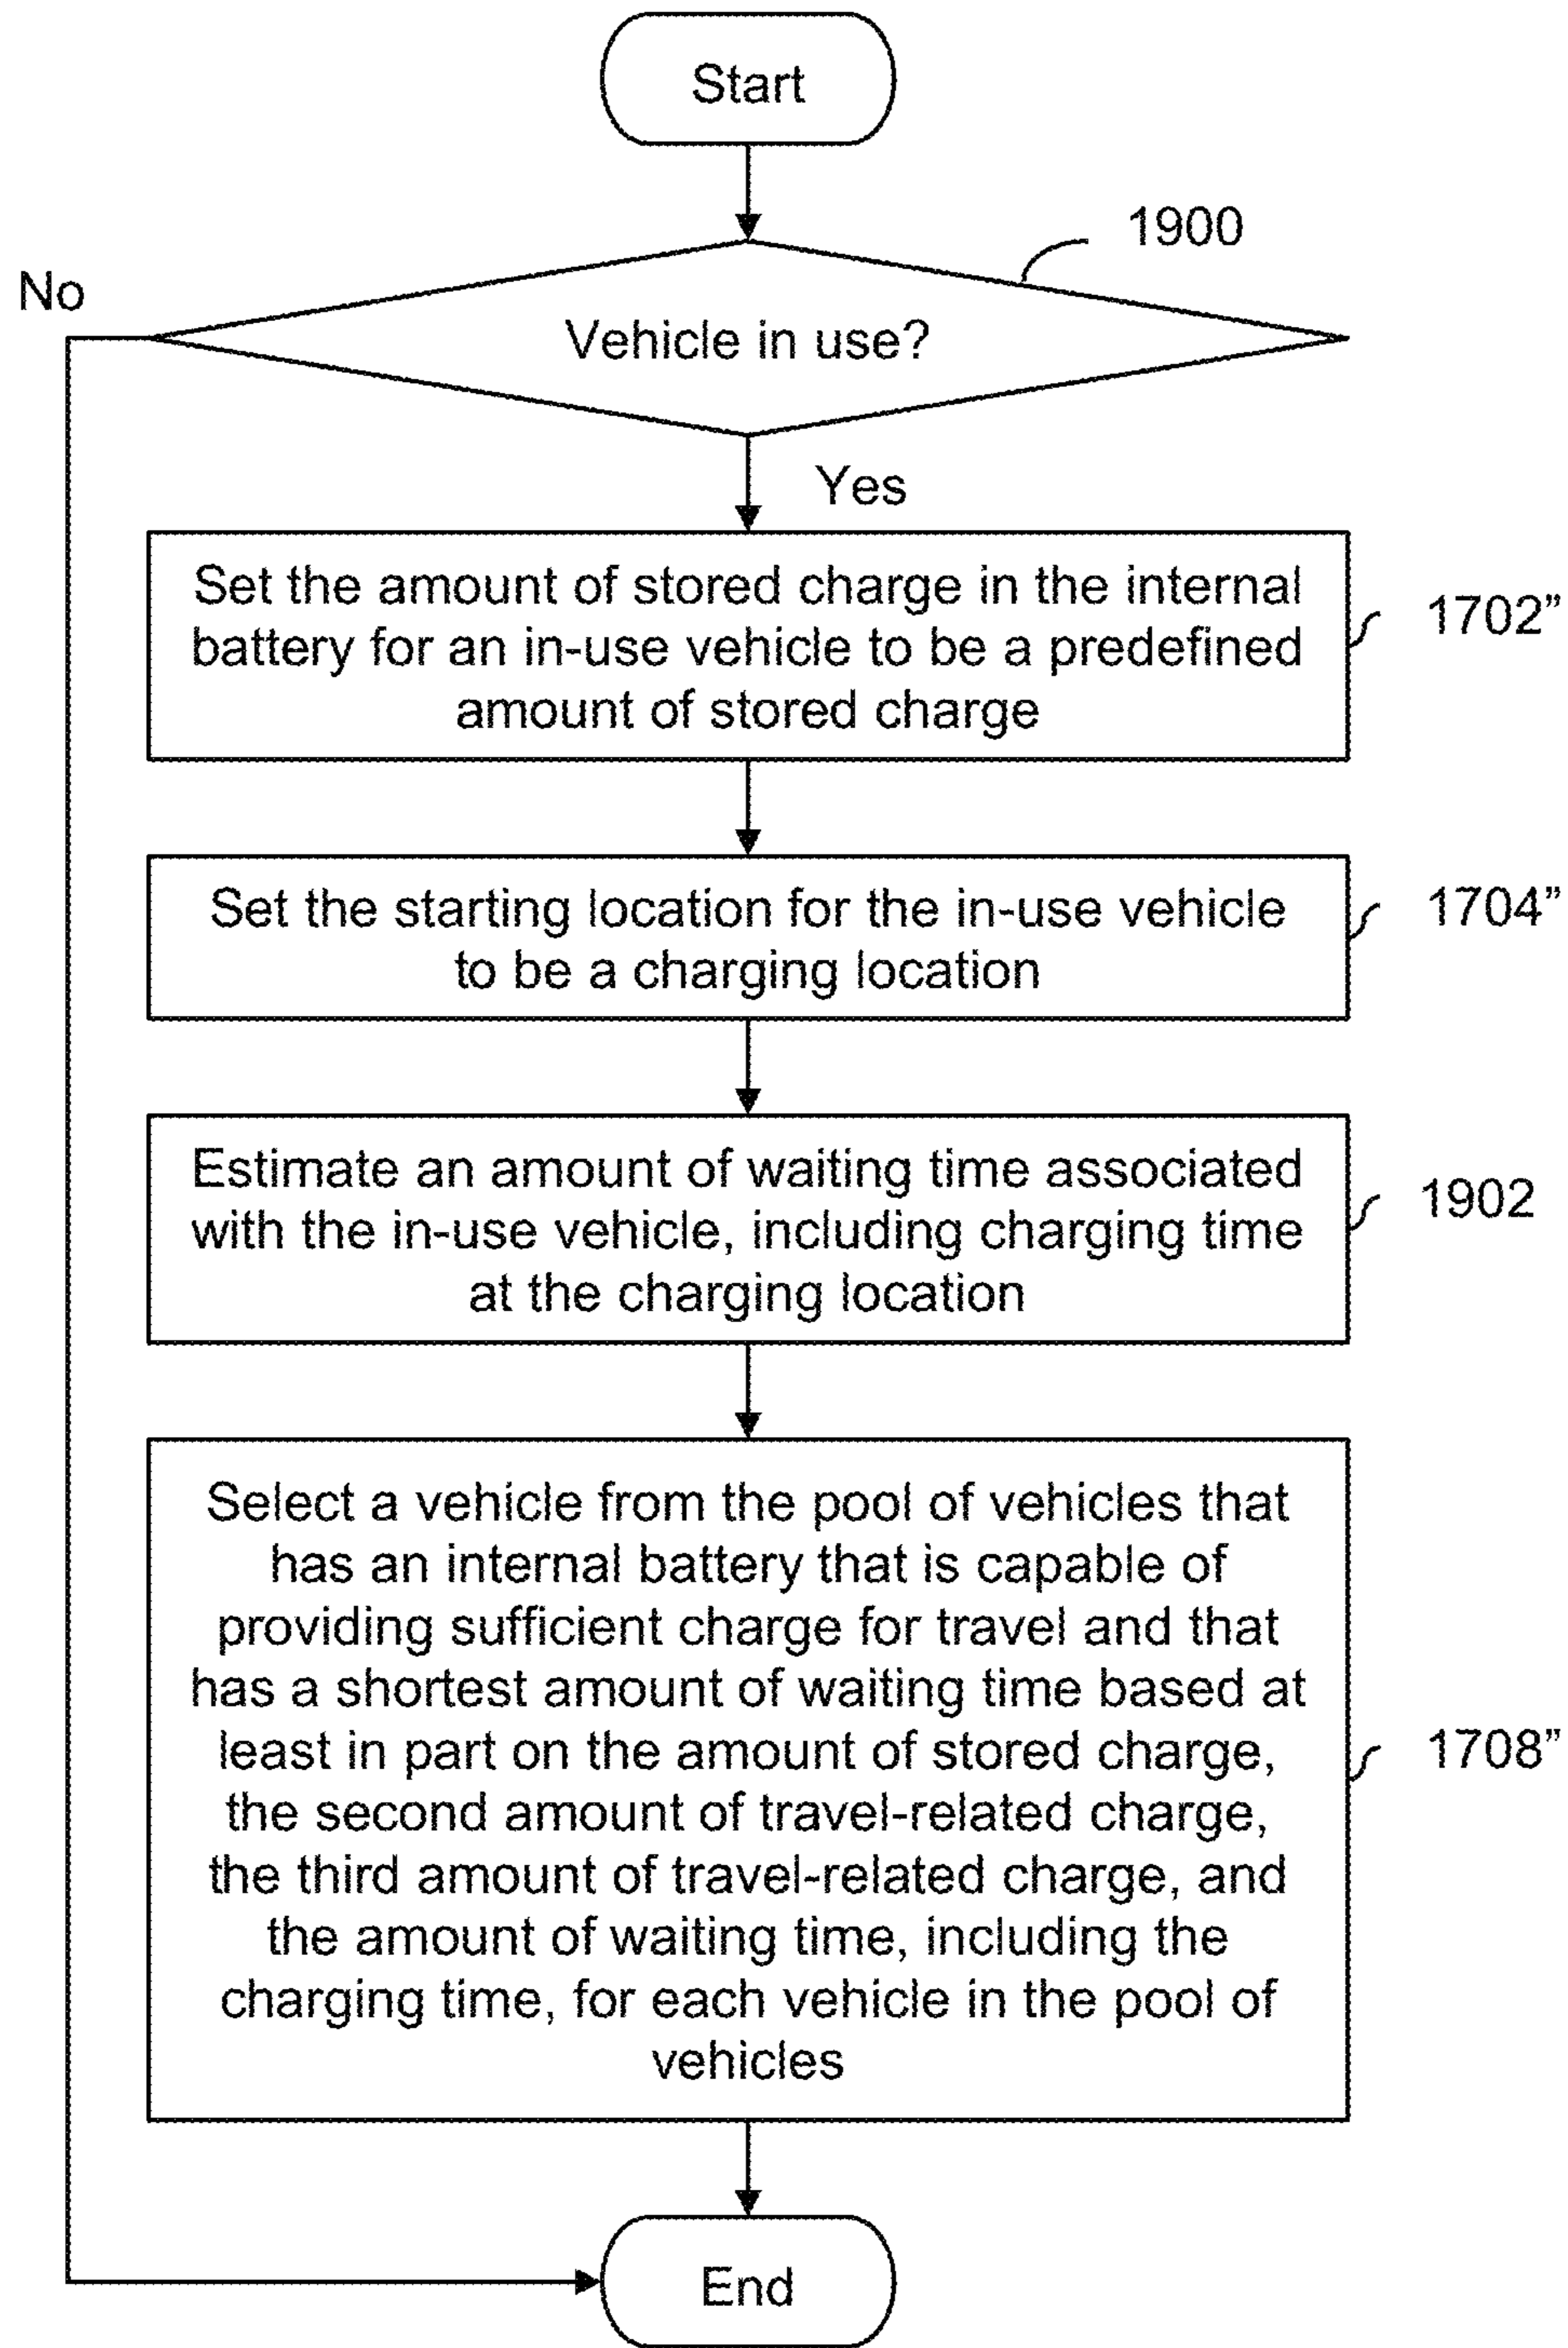 Start
1900
No
Vehicle in use?
Yes
Set the amount of stored charge in the internal
battery for an in-use vehicle to be a predefined
amount of stored charge
1702”
Set the starting location for the in-use vehicle
to be a charging location
1704”
Estimate an amount of waiting time associated
with the in-use vehicle, including charging time
at the charging location
1902
Select a vehicle from the pool of vehicles that
has an internal battery that is capable of
providing sufficient charge for travel and that
has a shortest amount of waiting time based at
least in part on the amount of stored charge,
the second amount of travel-related charge,
the third amount of travel-related charge, and
the amount of waiting time, including the
charging time, for each vehicle in the pool of
vehicles
1708”
End